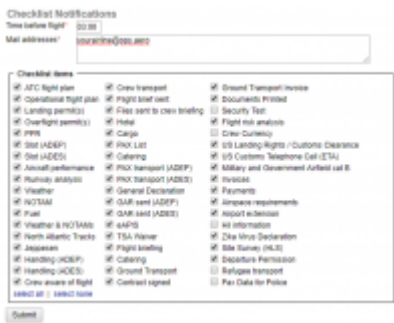 Checklist Notifications
Time before flight* 03:00
Mail addresses*
Checklist items
ATC flight plan
Operational flight plan
Landing permit(s)
Overflight permit(s)
PPR
Slot (ADEP)
Slot (ADES)
Aircraft performance
Runway analysis
Weather
NOTAM
Fuel
Weather & NOTAMs
North Atlantic Tracks
Jeppesen
Handling (ADEP)
Handling (ADES)
Crew aware of flight
Crew transport
Flight brief sent
Files sent to crew briefing
Hotel
Cargo
PAX List
Catering
PAX transport (ADEP)
PAX transport (ADES)
General Declaration
GAR sent (ADEP)
GAR sent (ADES)
eAPIS
TSA Waiver
Flight briefing
Catering
Ground Transport
Contract signed
Ground Transport Invoice
Documents Printed
Security Text
Flight risk analysis
Crew Currency
US Landing Rights / Customs Clearance
US Customs Telephone Call (ETA)
Military and Government Airfield call B
Invoices
Payments
Airspace requirements
Airport extension
All information
Zika Virus Declaration
Site Survey (HLS)
Departure Permission
Refugee transport
Pax Data for Police
select all | select none
Submit